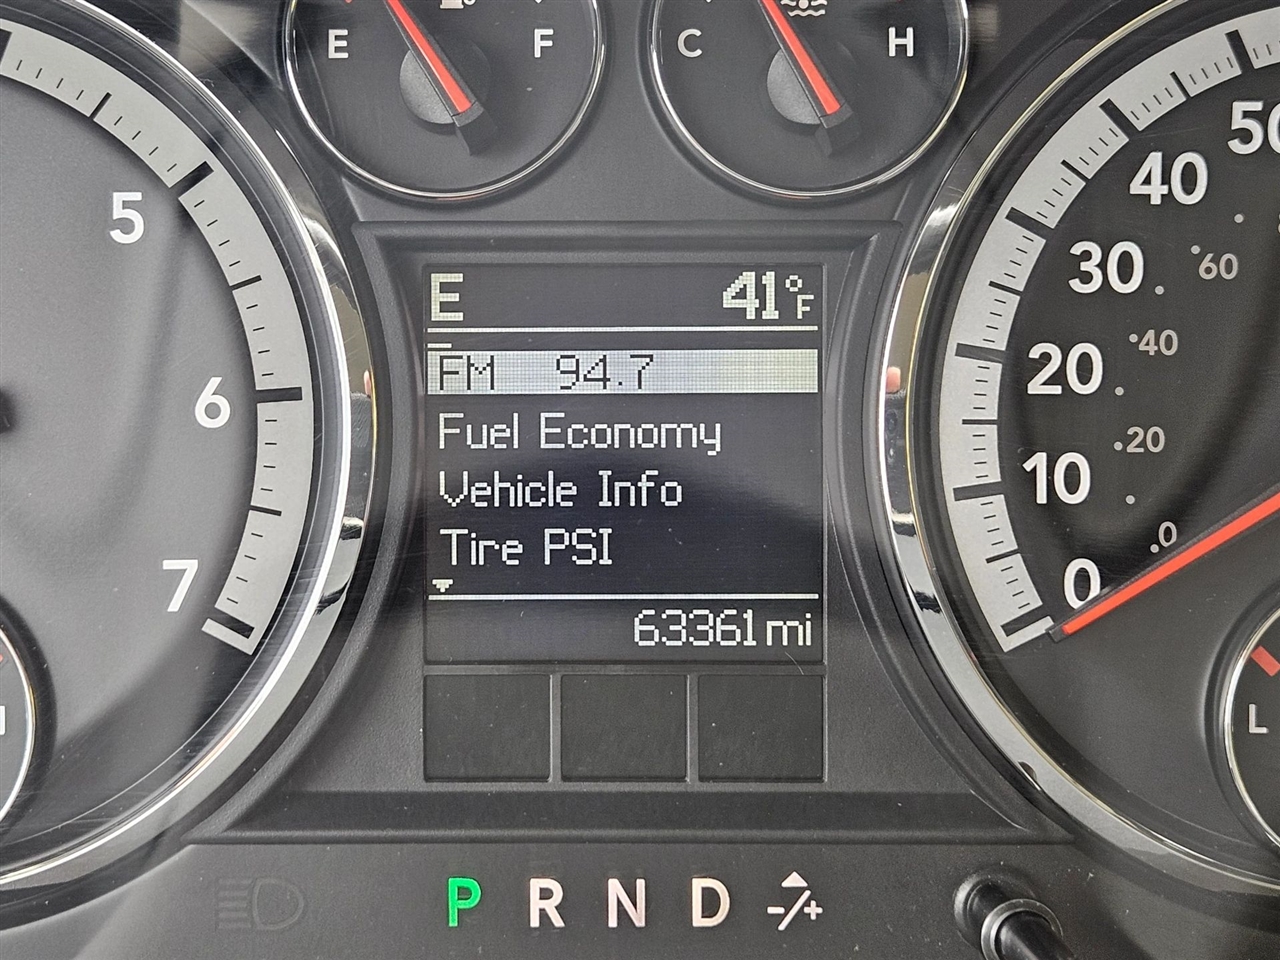 E F
C H
5
6
7
E 41°F
FM 94.7
Fuel Economy
Vehicle Info
Tire PSI
63361 mi
50
40
30
20
10
0
60
40
20
0
L
P R N D -/+